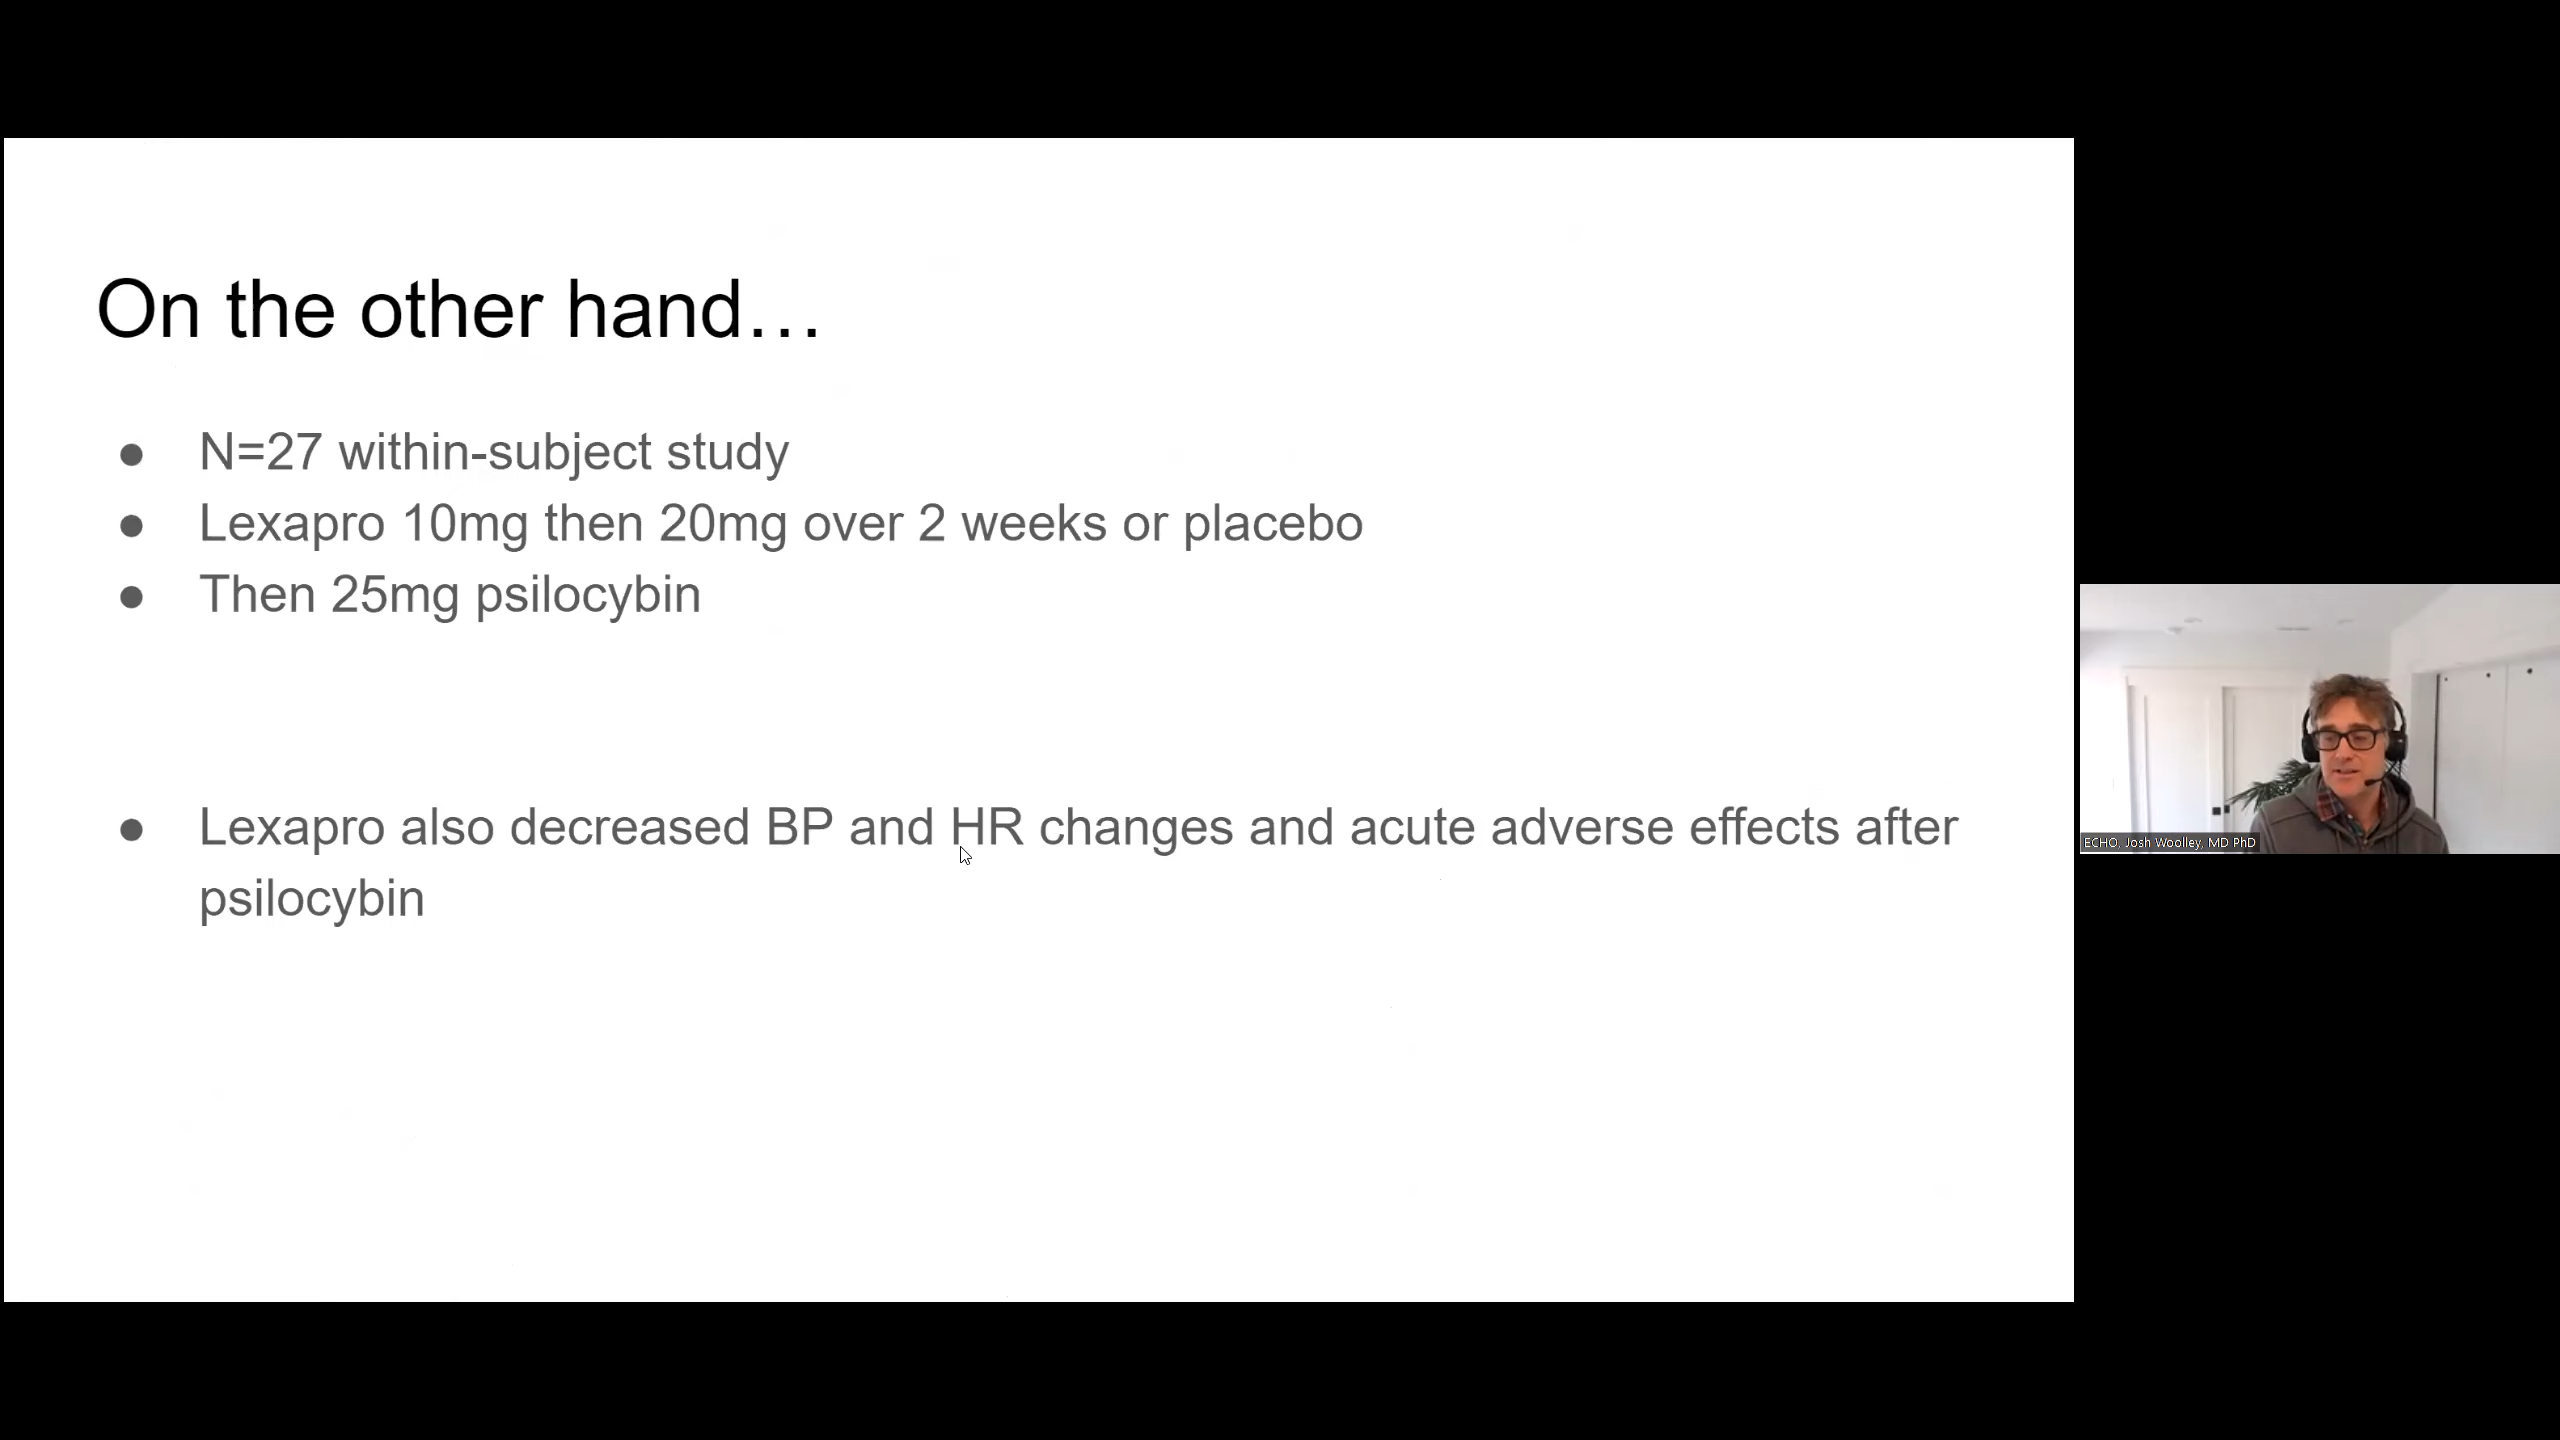 On the other hand…
N=27 within-subject study
Lexapro 10mg then 20mg over 2 weeks or placebo
Then 25mg psilocybin
Lexapro also decreased BP and HR changes and acute adverse effects after
psilocybin
ECHO, Josh Woolley, MD PhD